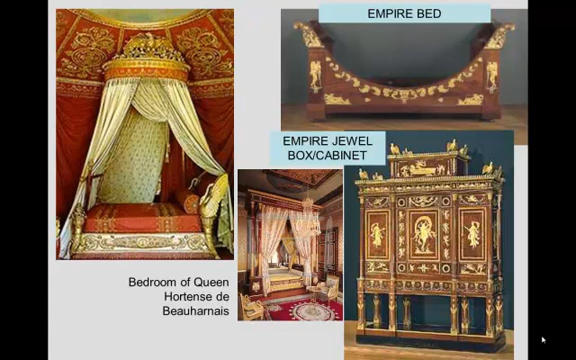 EMPIRE BED
EMPIRE JEWEL
BOX/CABINET
Bedroom of Queen
Hortense de
Beauharnais